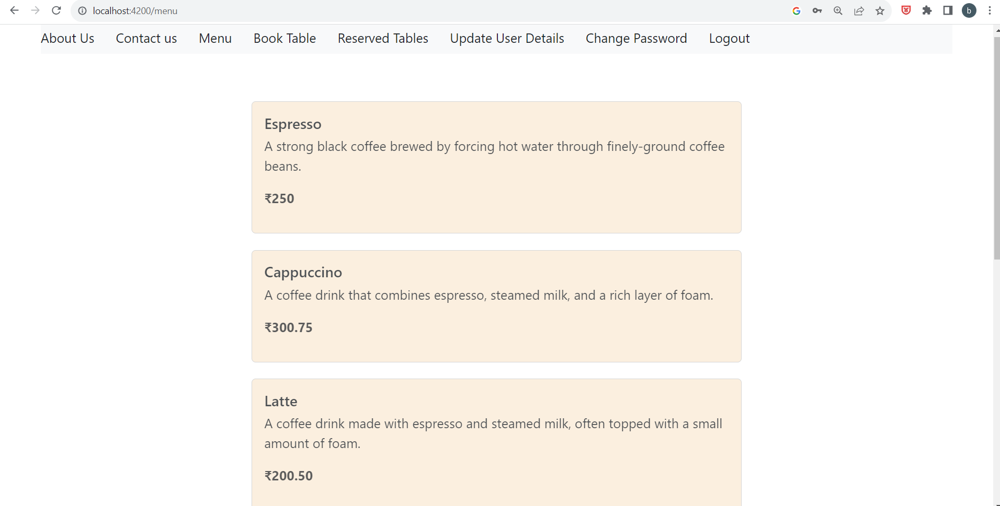 localhost:4200/menu
b
About Us Contact us Menu Book Table Reserved Tables Update User Details Change Password Logout
Espresso
A strong black coffee brewed by forcing hot water through finely-ground coffee
beans.
₹250
Cappuccino
A coffee drink that combines espresso, steamed milk, and a rich layer of foam.
₹300.75
Latte
A coffee drink made with espresso and steamed milk, often topped with a small
amount of foam.
₹200.50